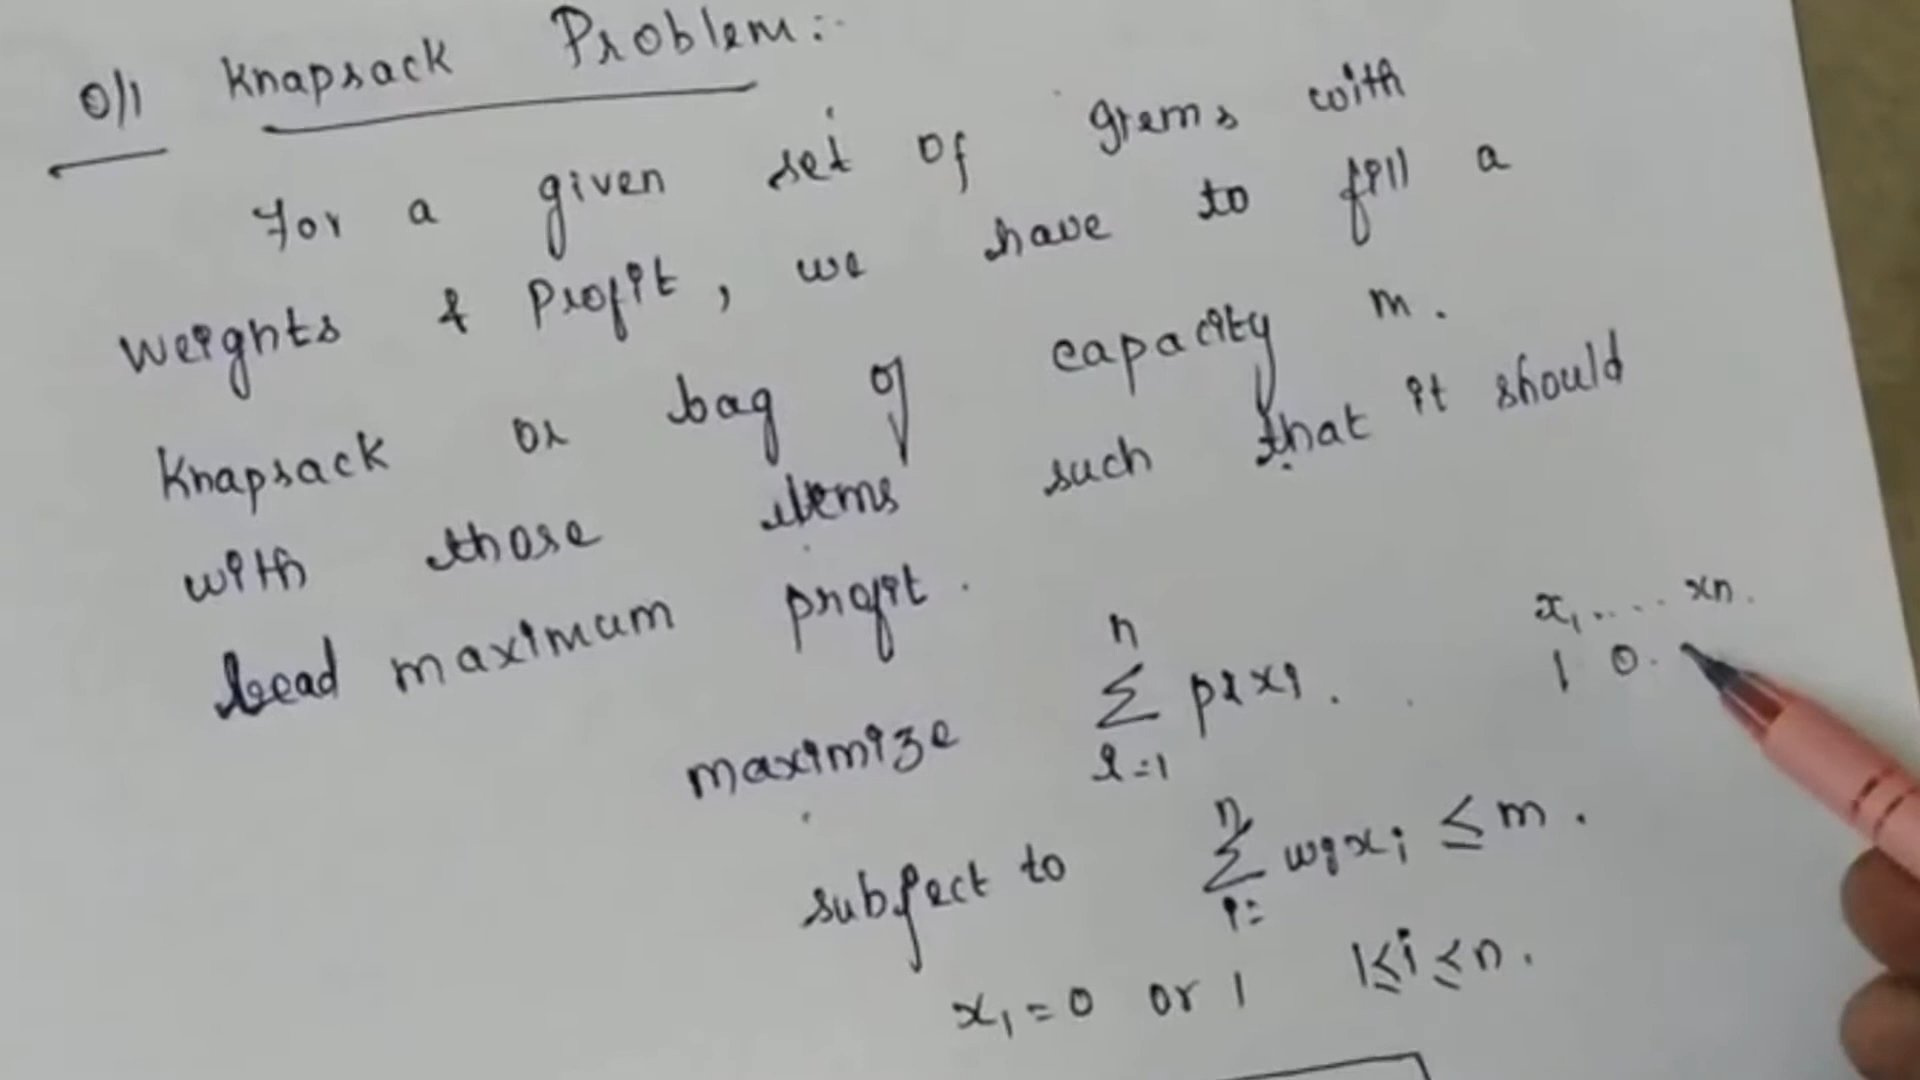 0/1 Knapsack Problem:-
For a given set of Items with
weights & Profit, we have to fill a
Knapsack or bag of capacity m.
with those items such that it should
lead maximum profit.
maximize n∑i=1 pixi.
x1.... xn.
1 0.
subject to n∑i= wixi ≤ m.
xi = 0 or 1 1≤i≤n.